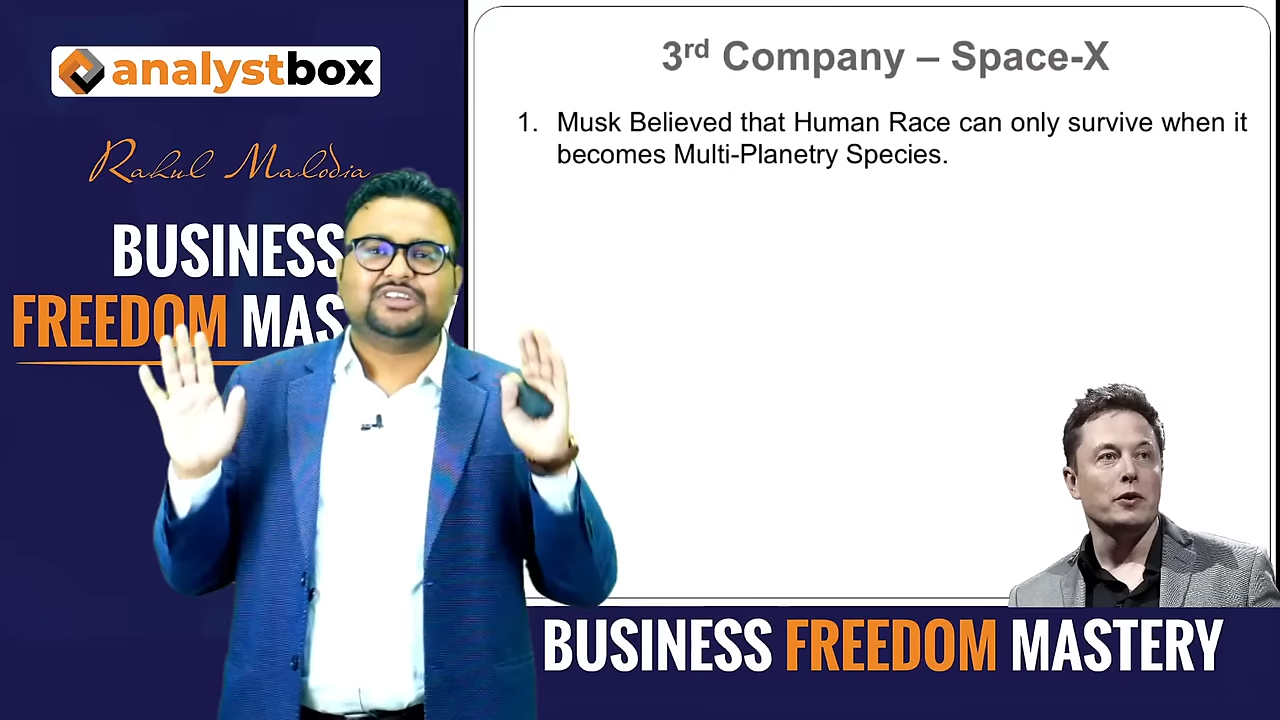 analystbox
Rahul Malodia
BUSINESS
FREEDOM MAS
3rd Company – Space-X
1. Musk Believed that Human Race can only survive when it
becomes Multi-Planetry Species.
BUSINESS FREEDOM MASTERY